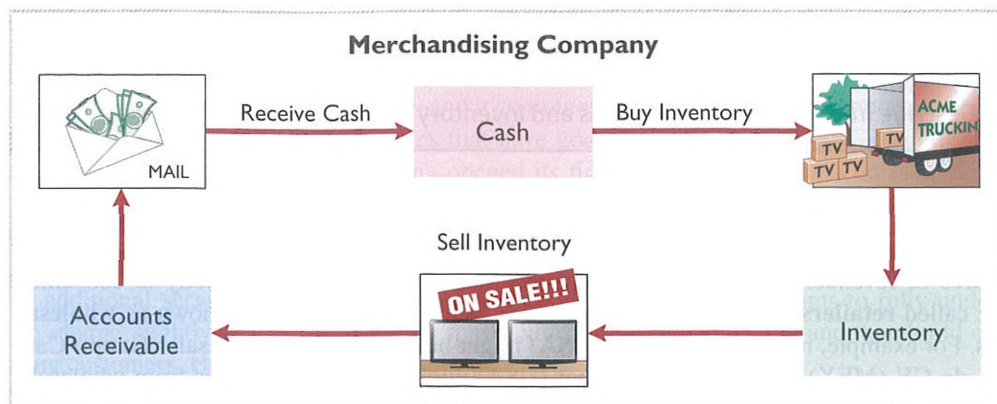 Merchandising Company
MAIL
Receive Cash
Cash
Buy Inventory
ACME
TRUCKIN
TV
TV
TV TV
Sell Inventory
ON SALE!!!
Accounts
Receivable
Inventory